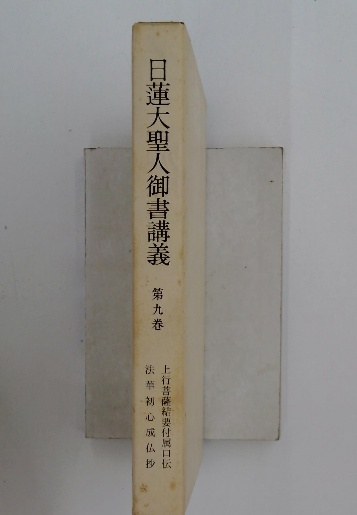 日蓮大聖人御書講義
第九巻
上行菩薩結要付属口伝
法華初心成仏抄